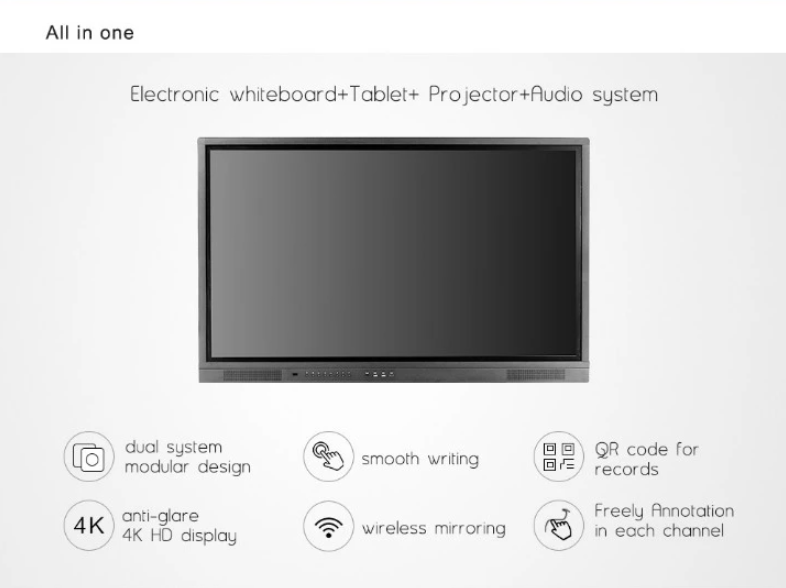 All in one
Electronic whiteboard+Tablet+ Projector+Audio system
dual system
modular design
smooth writing
QR code for
records
4K
anti-glare
4K HD display
wireless mirroring
Freely Annotation
in each channel